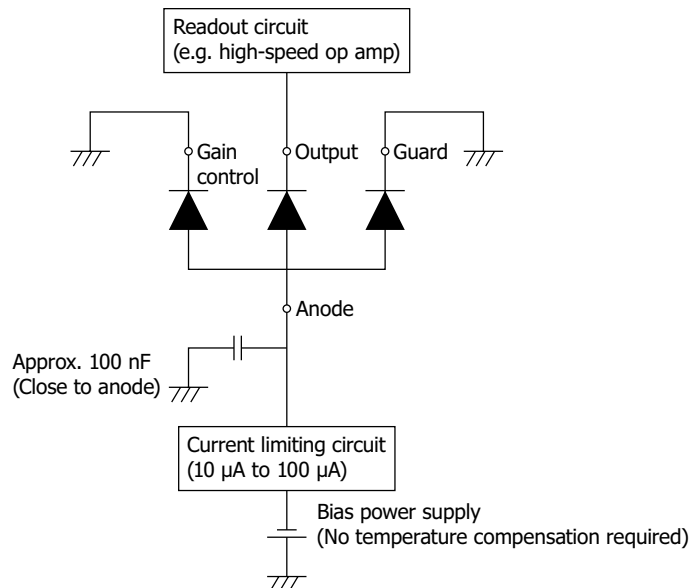 Readout circuit
(e.g. high-speed op amp)
Gain
control
Output
Guard
Anode
Approx. 100 nF
(Close to anode)
Current limiting circuit
(10 μA to 100 μA)
Bias power supply
(No temperature compensation required)